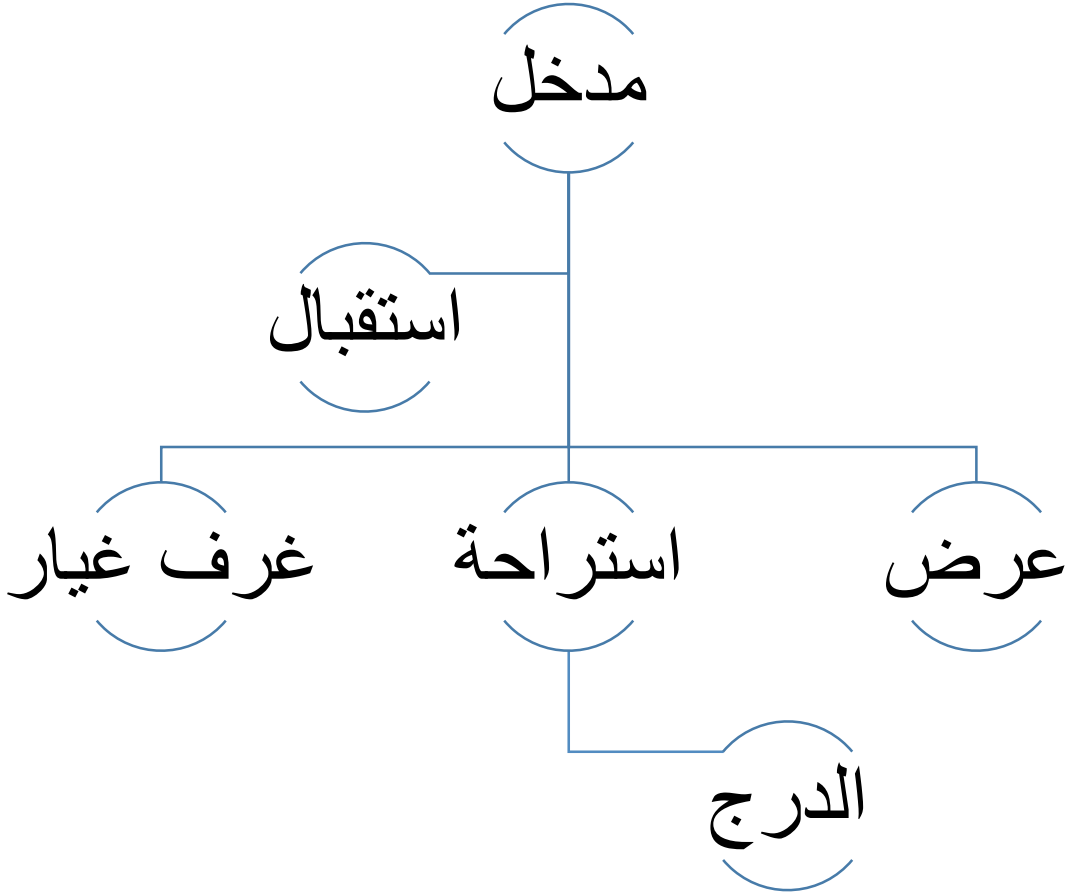 مدخل
استقبال
عرض
استراحة
غرف غيار
الدرج